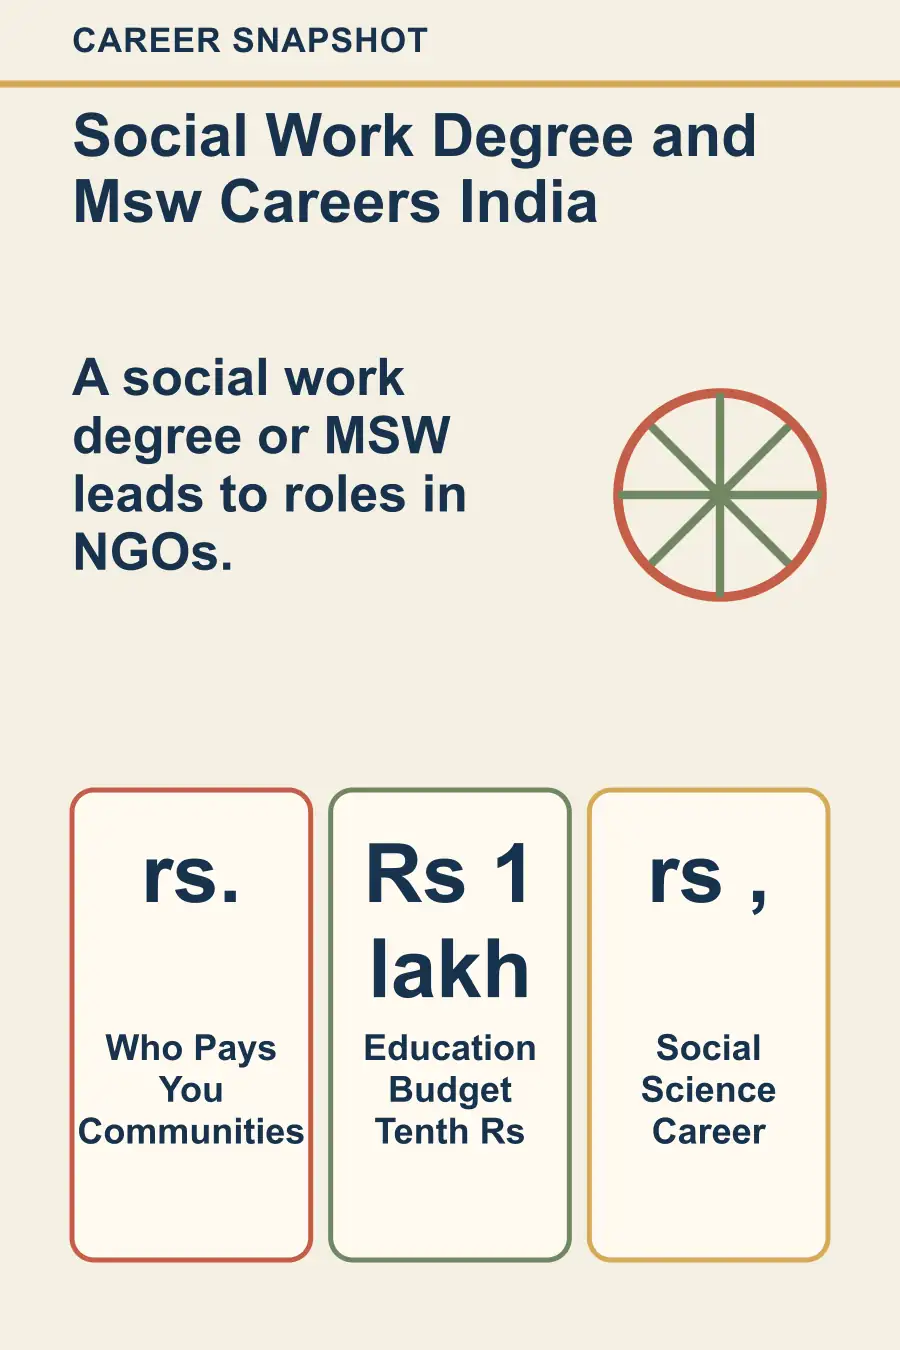 CAREER SNAPSHOT
Social Work Degree and
Msw Careers India
A social work
degree or MSW
leads to roles in
NGOs.
rs.
Who Pays
You
Communities
Rs 1
lakh
Education
Budget
Tenth Rs
rs ,
Social
Science
Career